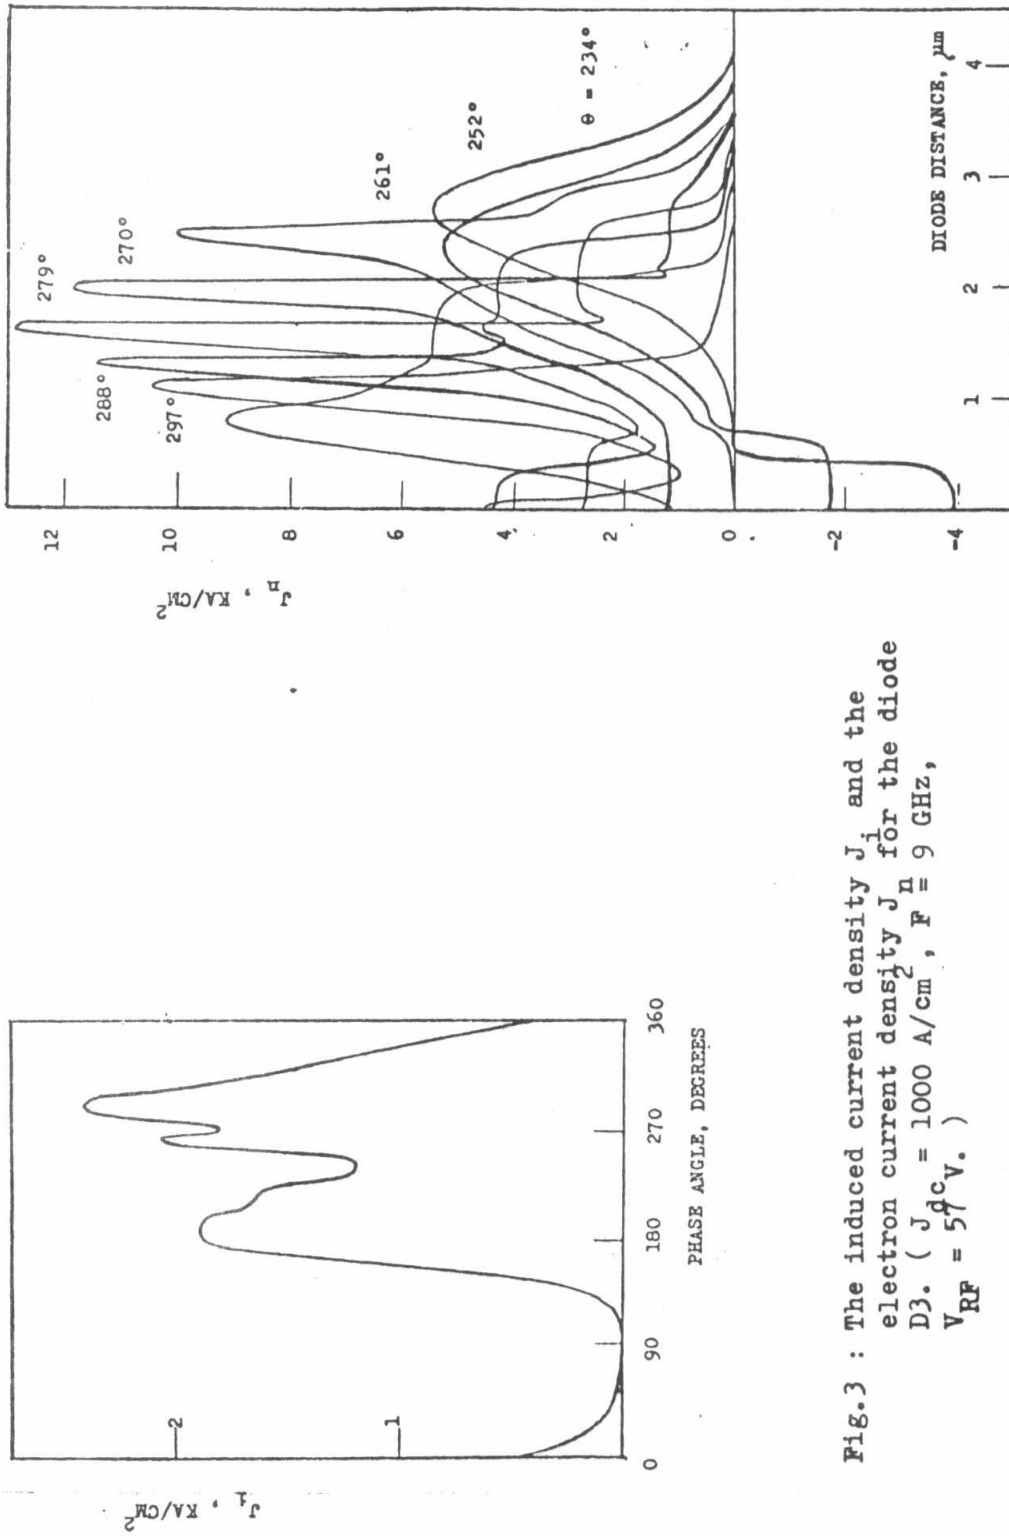 J_i , KA/CM²
2
1
0
90
180
270
360
PHASE ANGLE, DEGREES
J_n , KA/CM²
12
10
8
6
4
2
0
-2
-4
297°
288°
279°
270°
261°
252°
θ = 234°
1
2
3
4
DIODE DISTANCE, μm
Fig.3 : The induced current density J_i and the
electron current density J_n for the diode
D3. ( J_dc = 1000 A/cm², F = 9 GHz,
V_RF = 57 V. )